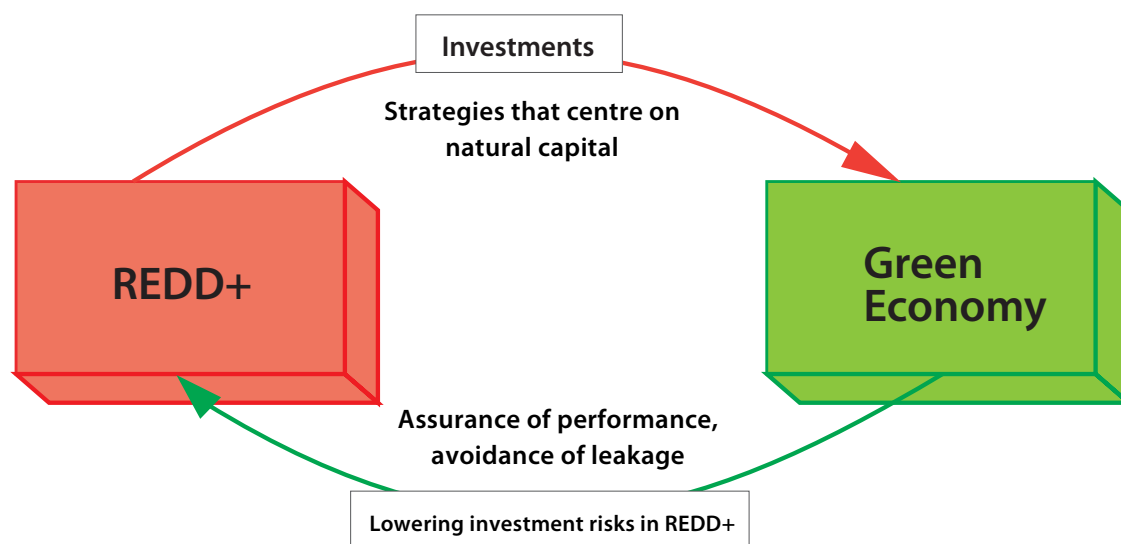 Investments
Strategies that centre on
natural capital
REDD+
Green
Economy
Assurance of performance,
avoidance of leakage
Lowering investment risks in REDD+